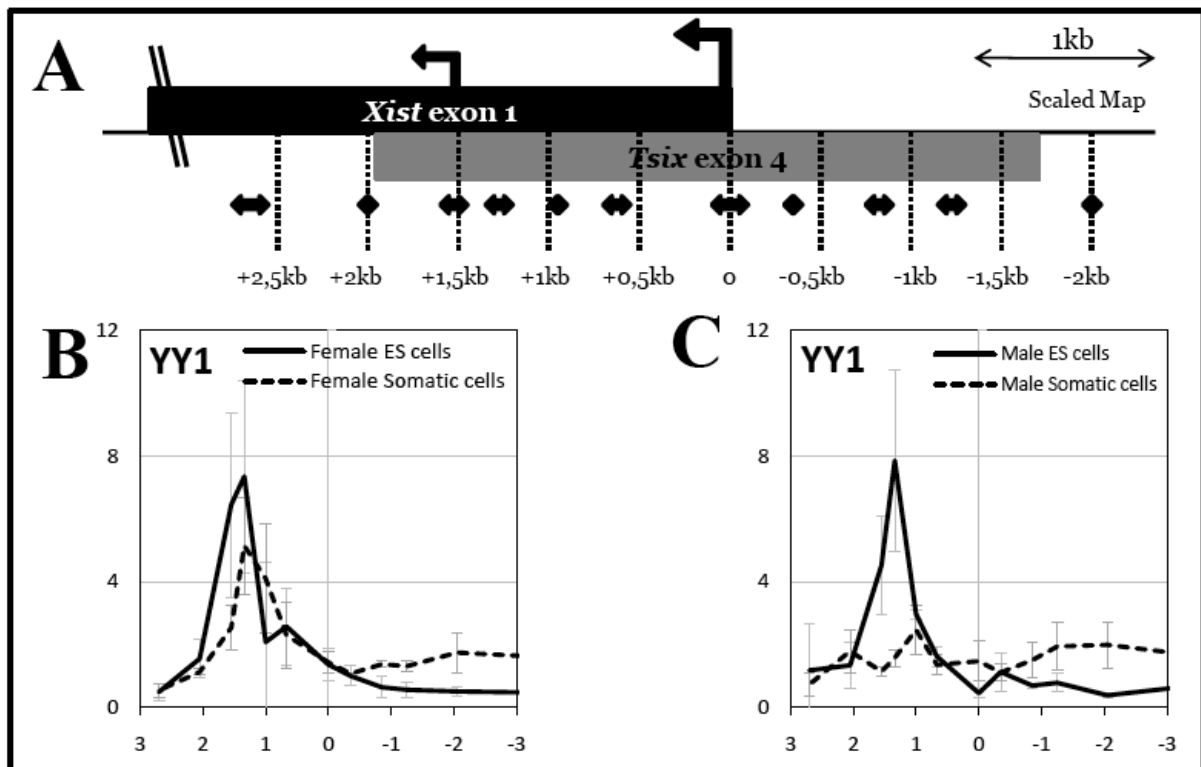 A
1kb
Scaled Map
Xist exon 1
Tsix exon 4
+2,5kb +2kb +1,5kb +1kb +0,5kb 0 -0,5kb -1kb -1,5kb -2kb
B
YY1
Female ES cells
Female Somatic cells
12
8
4
0
3 2 1 0 -1 -2 -3
C
YY1
Male ES cells
Male Somatic cells
12
8
4
0
3 2 1 0 -1 -2 -3